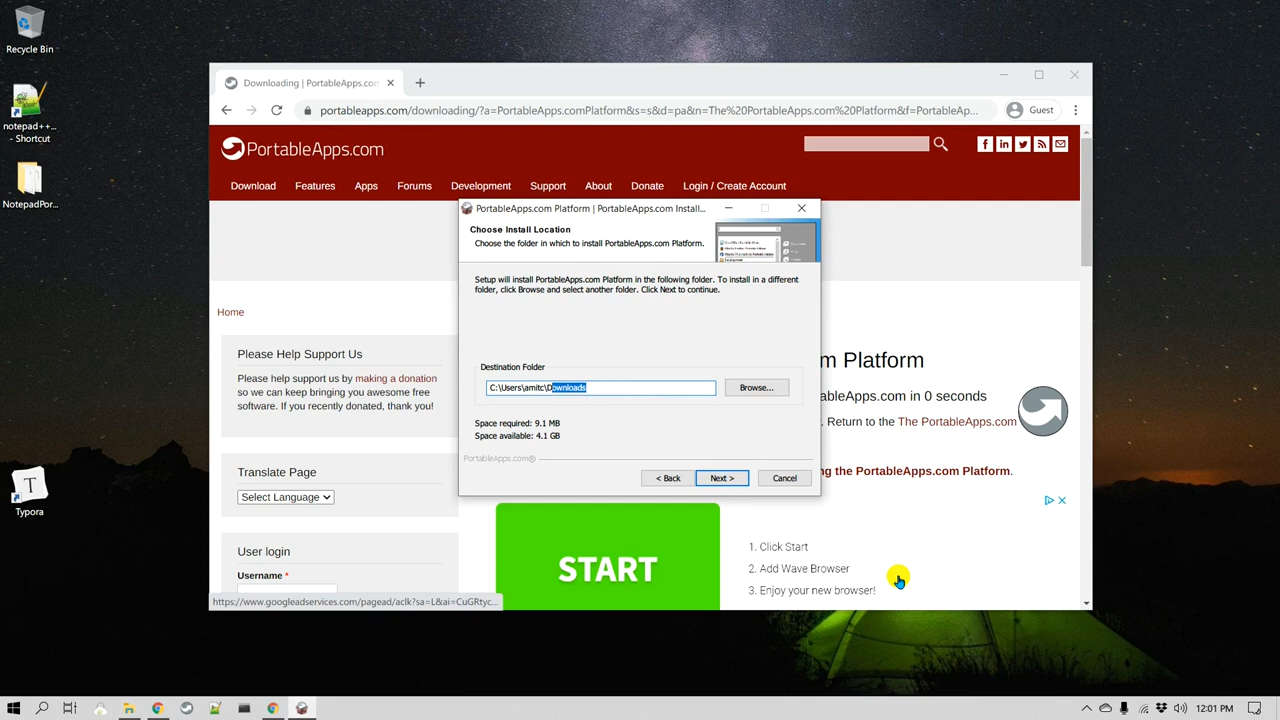 Recycle Bin
notepad++...
- Shortcut
NotepadPor...
Typora
Downloading | PortableApps.con
portableapps.com/downloading/?a=PortableApps.comPlatform&s=s&d=pa&n=The%20PortableApps.com%20Platform&f=PortableAp...
Guest
PortableApps.com
Download
Features
Apps
Forums
Development
Support
About
Donate
Login / Create Account
PortableApps.com Platform | PortableApps.com Install...
Choose Install Location
Choose the folder in which to install PortableApps.com Platform.
Setup will install PortableApps.com Platform in the following folder. To install in a different
folder, click Browse and select another folder. Click Next to continue.
Destination Folder
C:\Users\amitc\Downloads
Browse...
Space required: 9.1 MB
Space available: 4.1 GB
PortableApps.com®
< Back
Next >
Cancel
Home
Please Help Support Us
Please help support us by making a donation
so we can keep bringing you awesome free
software. If you recently donated, thank you!
Translate Page
Select Language
User login
Username *
m Platform
ableApps.com in 0 seconds
. Return to the The PortableApps.com
ng the PortableApps.com Platform.
START
1. Click Start
2. Add Wave Browser
3. Enjoy your new browser!
https://www.googleadservices.com/pagead/aclk?sa=L&ai=CuGRtyc...
12:01 PM